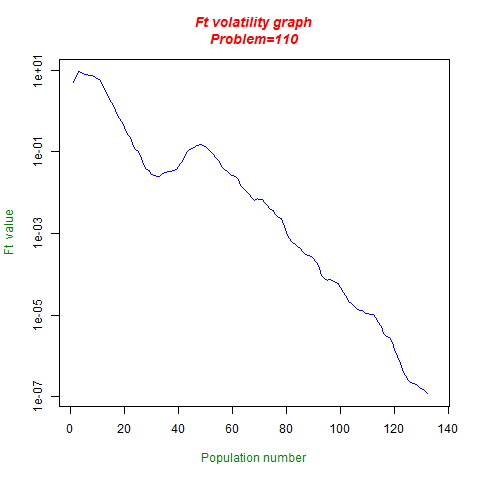 Ft volatility graph
Problem=110
Ft value
1e+01
1e-01
1e-03
1e-05
1e-07
0 20 40 60 80 100 120 140
Population number